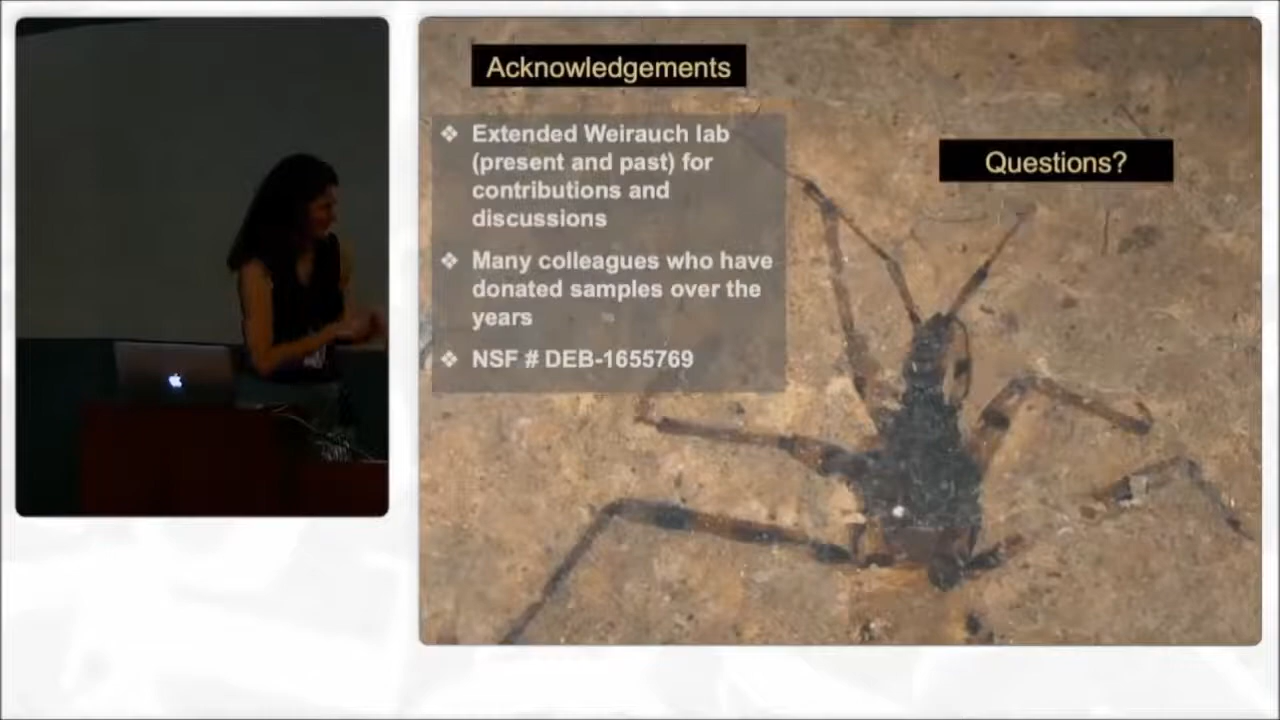 Acknowledgements
❖ Extended Weirauch lab
(present and past) for
contributions and
discussions
❖ Many colleagues who have
donated samples over the
years
❖ NSF # DEB-1655769
Questions?